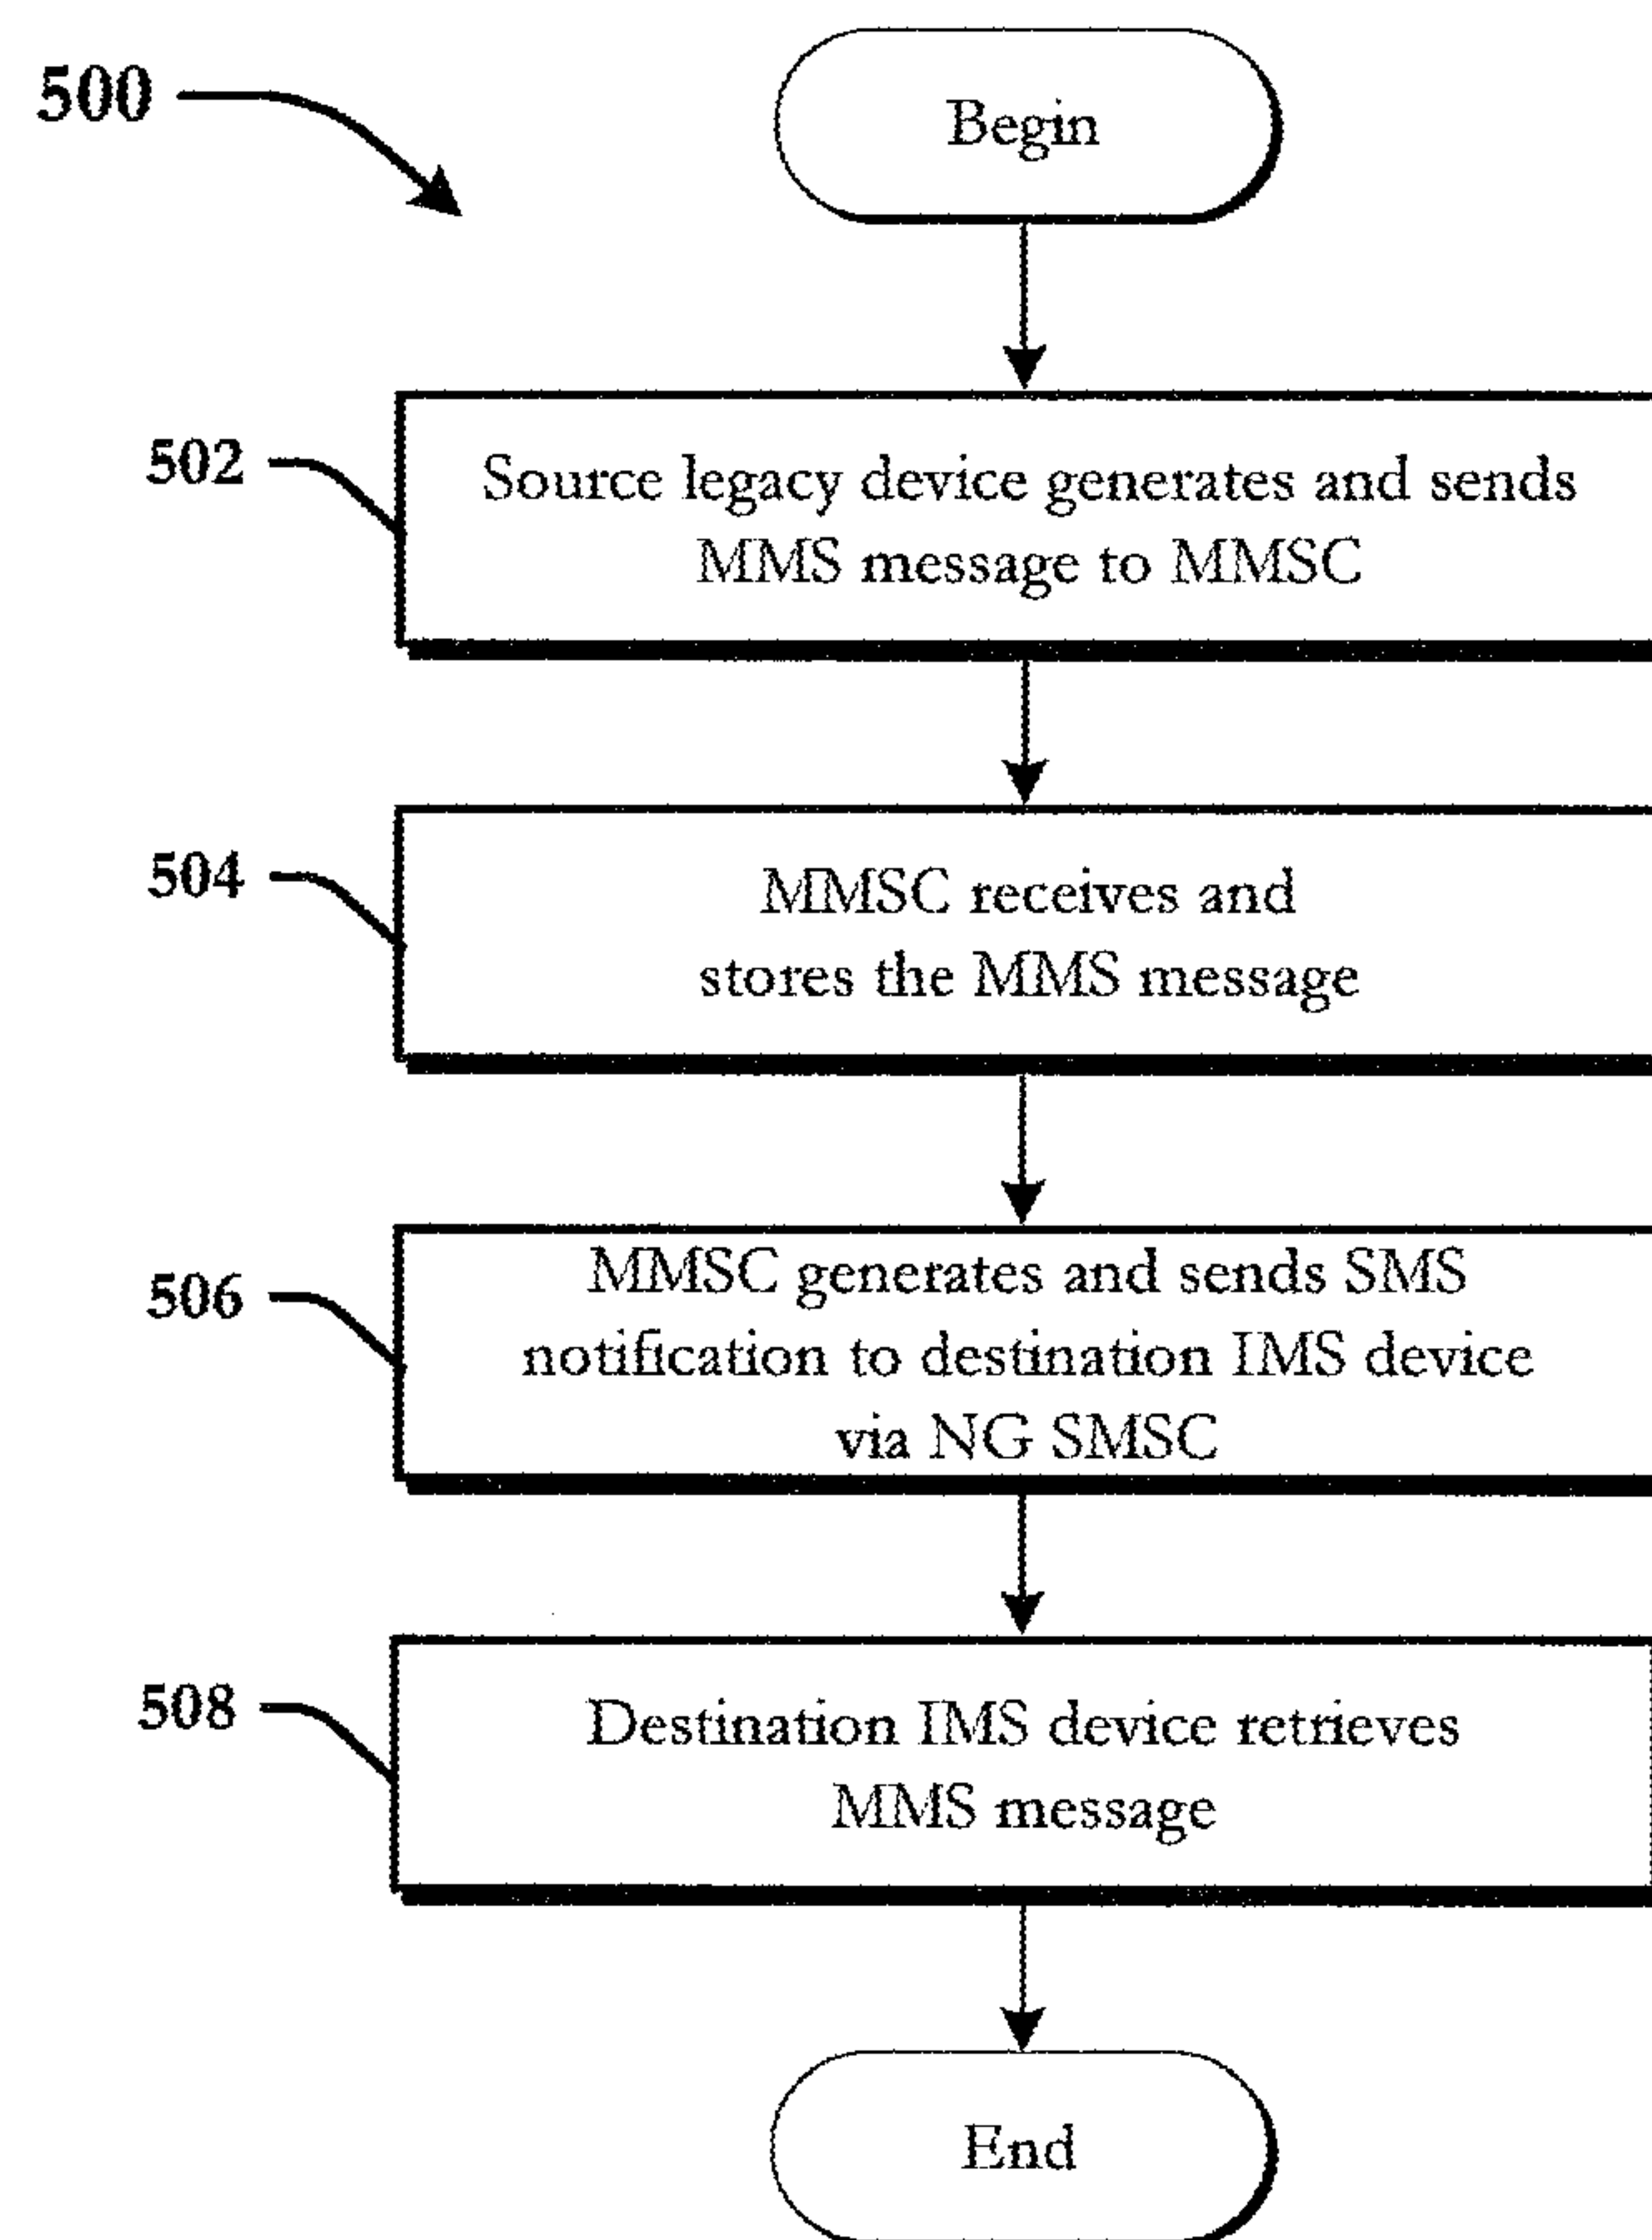 500
Begin
502
Source legacy device generates and sends
MMS message to MMSC
504
MMSC receives and
stores the MMS message
506
MMSC generates and sends SMS
notification to destination IMS device
via NG SMSC
508
Destination IMS device retrieves
MMS message
End